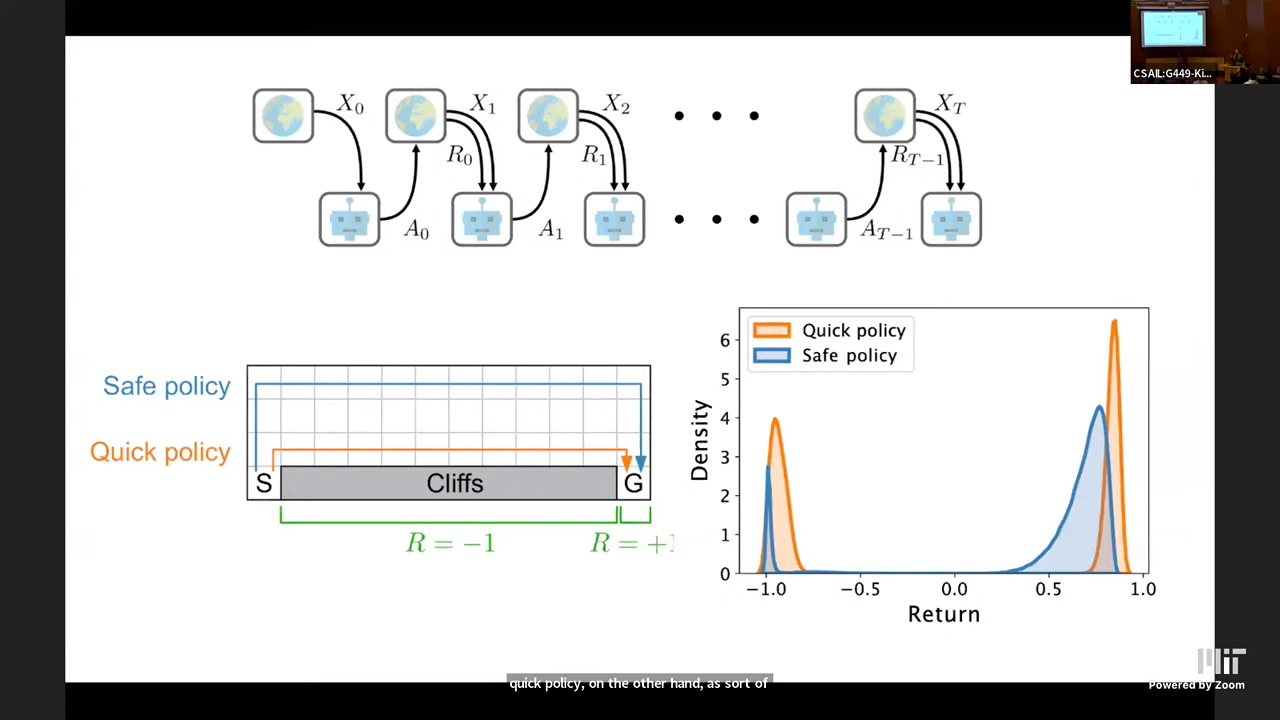 CSAIL:G449-Ki...
X_0 X_1 X_2 X_T
R_0 R_1 R_{T-1}
A_0 A_1 A_{T-1}
Safe policy
Quick policy
S Cliffs G
R = -1 R = +1
Quick policy
Safe policy
Density
6
5
4
3
2
1
0
−1.0 −0.5 0.0 0.5 1.0
Return
MIT
Powered by Zoom
quick policy, on the other hand, as sort of